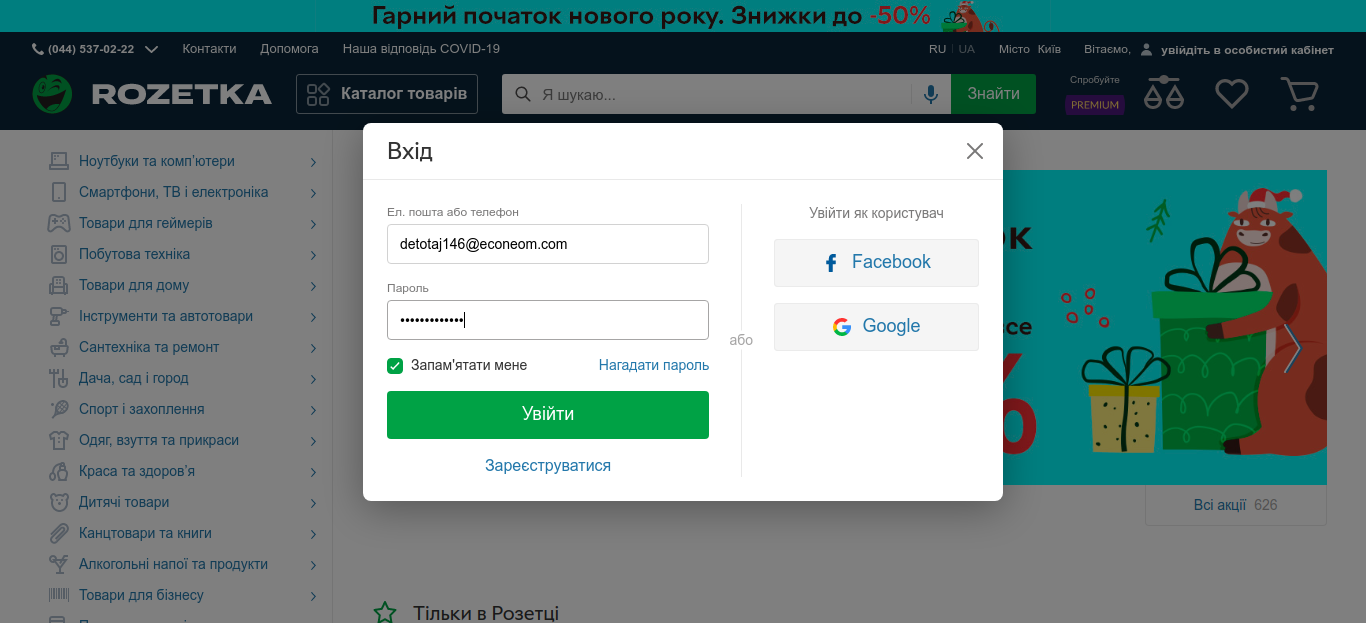 Гарний початок нового року. Знижки до -50%
(044) 537-02-22
Контакти
Допомога
Наша відповідь COVID-19
RU | UA
Місто Київ
Вітаємо, увійдіть в особистий кабінет
ROZETKA
Каталог товарів
Я шукаю...
Знайти
Спробуйте
PREMIUM
Ноутбуки та комп'ютери
Смартфони, ТВ і електроніка
Товари для геймерів
Побутова техніка
Товари для дому
Інструменти та автотовари
Сантехніка та ремонт
Дача, сад і город
Спорт і захоплення
Одяг, взуття та прикраси
Краса та здоров'я
Дитячі товари
Канцтовари та книги
Алкогольні напої та продукти
Товари для бізнесу
Вхід
Ел. пошта або телефон
detotaj146@econeom.com
Пароль
•••••••••••••
Запам'ятати мене
Нагадати пароль
Увійти
Зареєструватися
або
Увійти як користувач
Facebook
Google
Всі акції 626
Тільки в Розетці